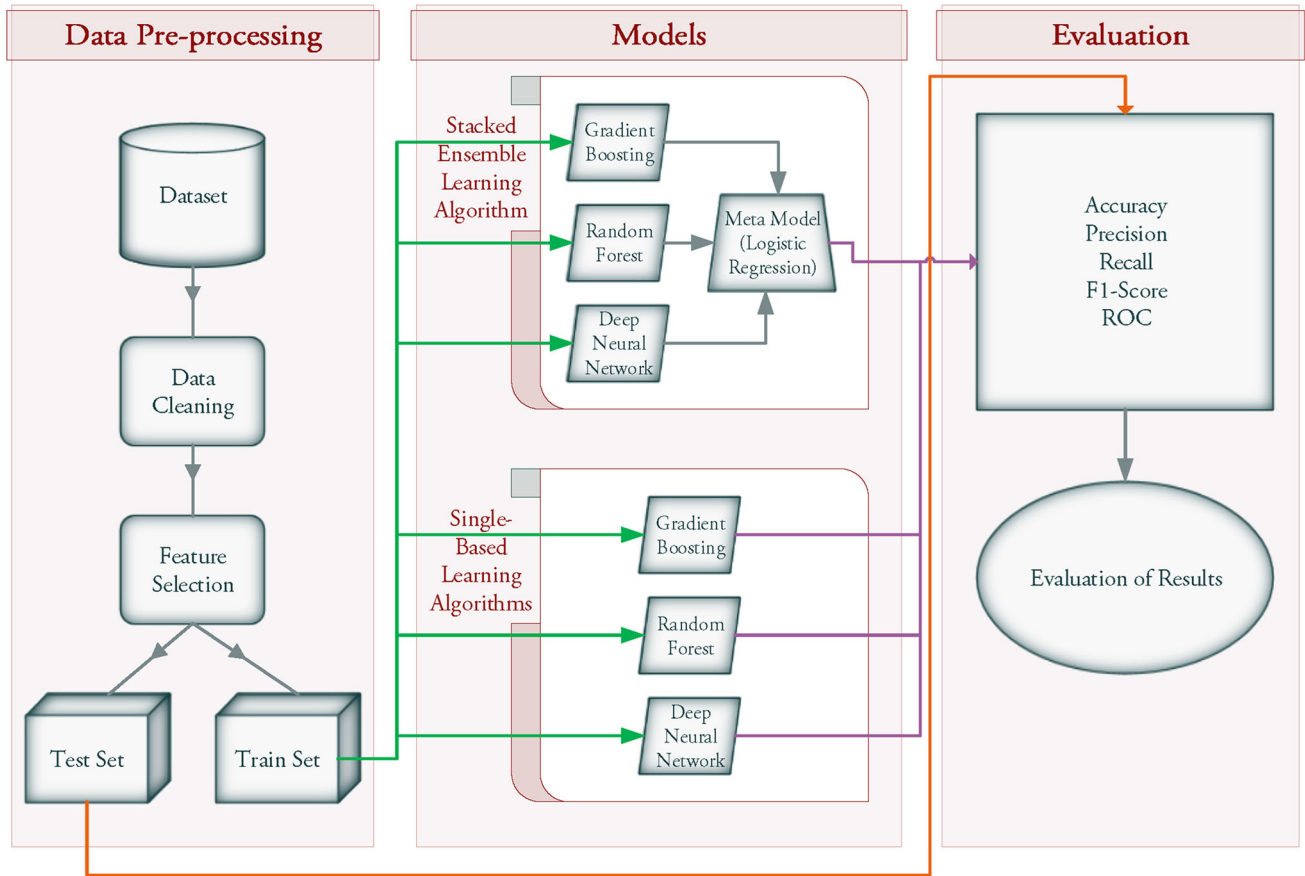 Data Pre-processing
Dataset
Data
Cleaning
Feature
Selection
Test Set
Train Set
Models
Stacked
Ensemble
Learning
Algorithm
Gradient
Boosting
Random
Forest
Deep
Neural
Network
Meta Model
(Logistic
Regression)
Single-
Based
Learning
Algorithms
Gradient
Boosting
Random
Forest
Deep
Neural
Network
Evaluation
Accuracy
Precision
Recall
F1-Score
ROC
Evaluation of Results